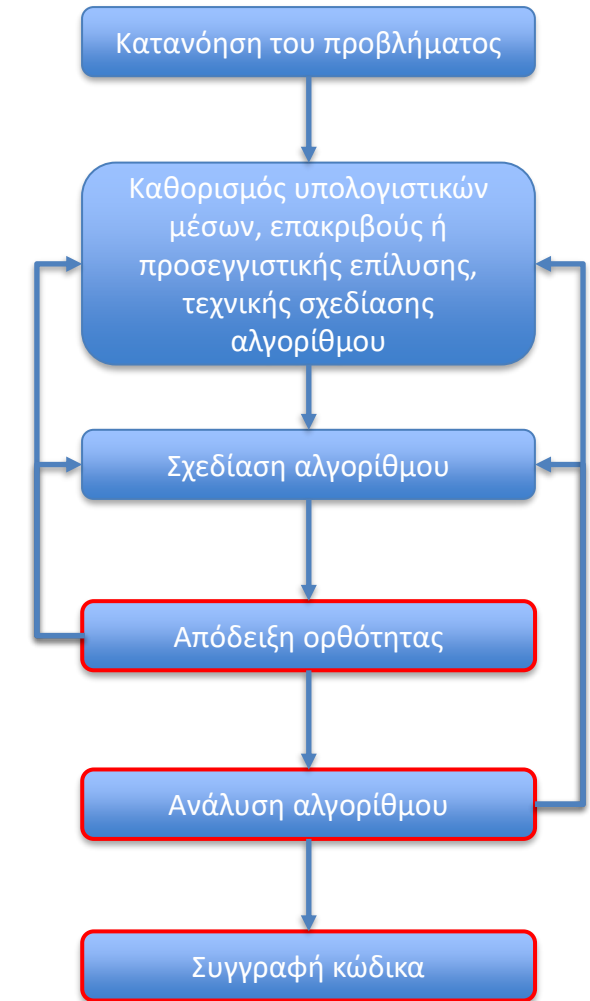 Κατανόηση του προβλήματος
Καθορισμός υπολογιστικών
μέσων, επακριβούς ή
προσεγγιστικής επίλυσης,
τεχνικής σχεδίασης
αλγορίθμου
Σχεδίαση αλγορίθμου
Απόδειξη ορθότητας
Ανάλυση αλγορίθμου
Συγγραφή κώδικα